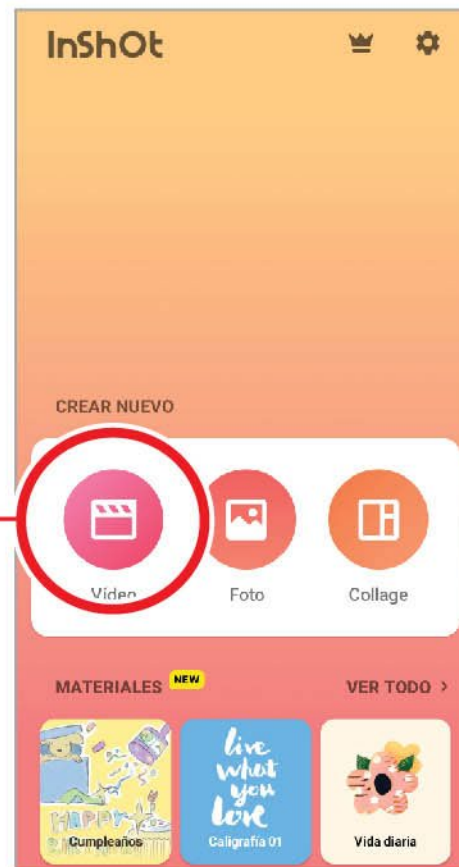 InShOt
CREAR NUEVO
Vídeo Foto Collage
MATERIALES NEW VER TODO >
HAPPY
live
what
you
love
Cumpleaños Caligrafía 01 Vida diaria